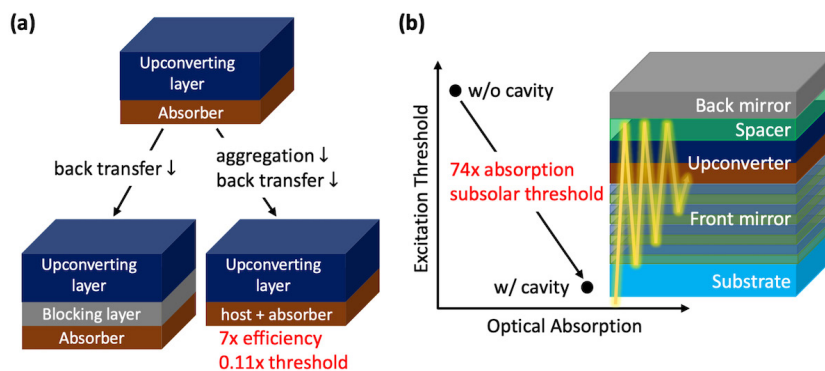 (a)
Upconverting
layer
Absorber
back transfer ↓
aggregation ↓
back transfer ↓
Upconverting
layer
Blocking layer
Absorber
Upconverting
layer
host + absorber
7x efficiency
0.11x threshold
(b)
Excitation Threshold
w/o cavity
74x absorption
subsolar threshold
w/ cavity
Optical Absorption
Back mirror
Spacer
Upconverter
Front mirror
Substrate